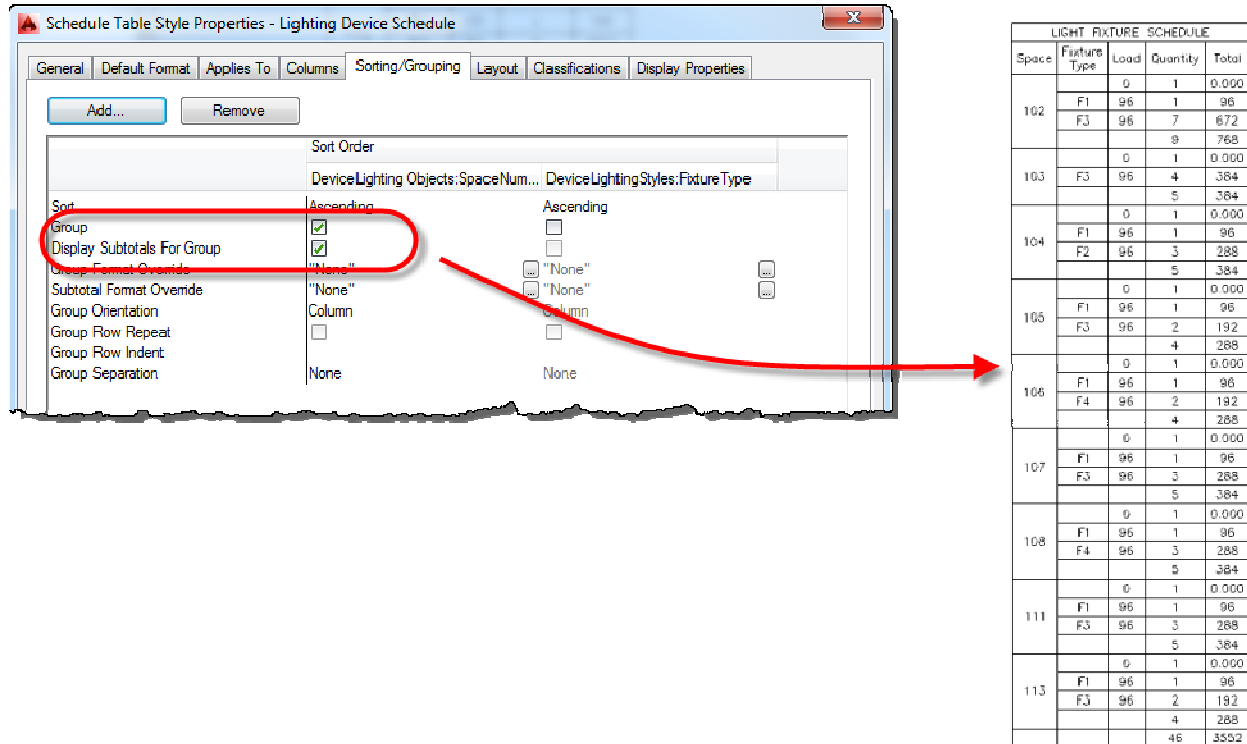 Schedule Table Style Properties - Lighting Device Schedule
General Default Format Applies To Columns Sorting/Grouping Layout Classifications Display Properties
Add... Remove
Sort Order
DeviceLighting Objects:SpaceNum... DeviceLightingStyles:FixtureType
Sort Ascending Ascending
Group
Display Subtotals For Group
Group Format Override "None" ... "None" ...
Subtotal Format Override "None" ... "None" ...
Group Orientation Column Column
Group Row Repeat
Group Row Indent
Group Separation None None
LIGHT FIXTURE SCHEDULE
Space Fixture Type Load Quantity Total
0 1 0.000
102 F1 96 1 96
F3 96 7 672
9 768
0 1 0.000
103 F3 96 4 384
5 384
0 1 0.000
104 F1 96 1 96
F2 96 3 288
5 384
0 1 0.000
105 F1 96 1 96
F3 96 2 192
4 288
0 1 0.000
106 F1 96 1 96
F4 96 2 192
4 288
0 1 0.000
107 F1 96 1 96
F3 96 3 288
5 384
0 1 0.000
108 F1 96 1 96
F4 96 3 288
5 384
0 1 0.000
111 F1 96 1 96
F3 96 3 288
5 384
0 1 0.000
113 F1 96 1 96
F3 96 2 192
4 288
46 3552